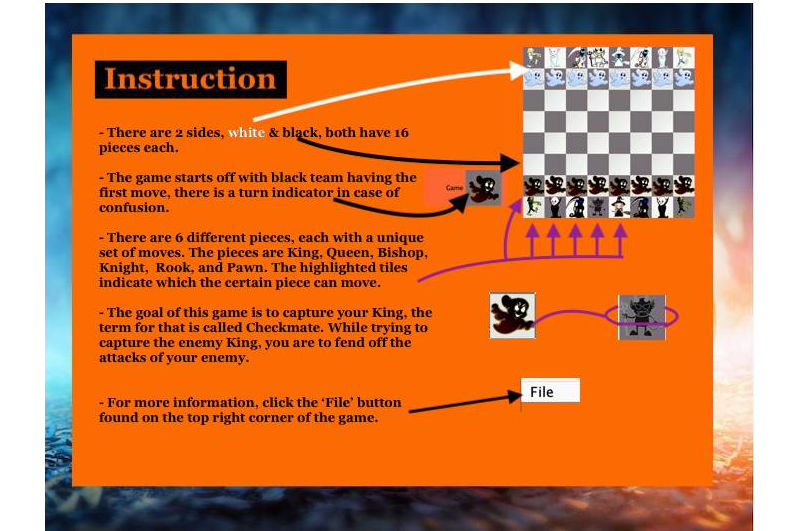 Instruction
- There are 2 sides, white & black, both have 16
pieces each.
- The game starts off with black team having the
first move, there is a turn indicator in case of
confusion.
Game
- There are 6 different pieces, each with a unique
set of moves. The pieces are King, Queen, Bishop,
Knight, Rook, and Pawn. The highlighted tiles
indicate which the certain piece can move.
- The goal of this game is to capture your King, the
term for that is called Checkmate. While trying to
capture the enemy King, you are to fend off the
attacks of your enemy.
- For more information, click the ‘File’ button
found on the top right corner of the game.
File